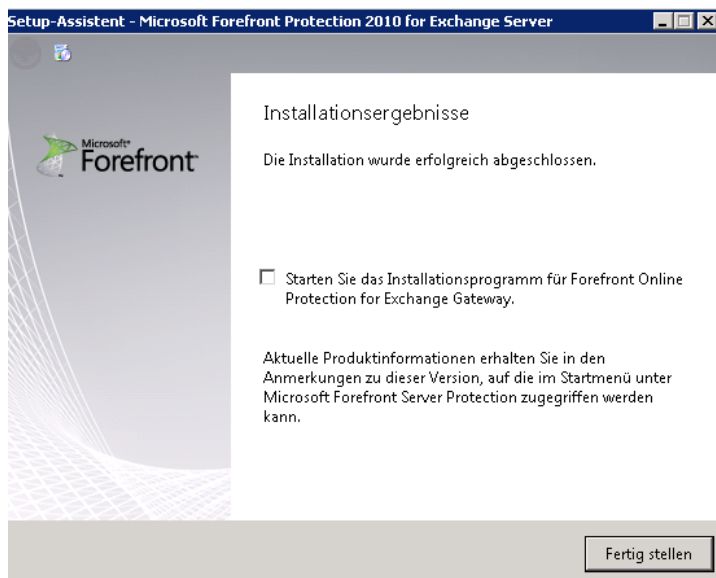 Setup-Assistent - Microsoft Forefront Protection 2010 for Exchange Server
Microsoft®
Forefront™
Installationsergebnisse
Die Installation wurde erfolgreich abgeschlossen.
Starten Sie das Installationsprogramm für Forefront Online
Protection for Exchange Gateway.
Aktuelle Produktinformationen erhalten Sie in den
Anmerkungen zu dieser Version, auf die im Startmenü unter
Microsoft Forefront Server Protection zugegriffen werden
kann.
Fertig stellen